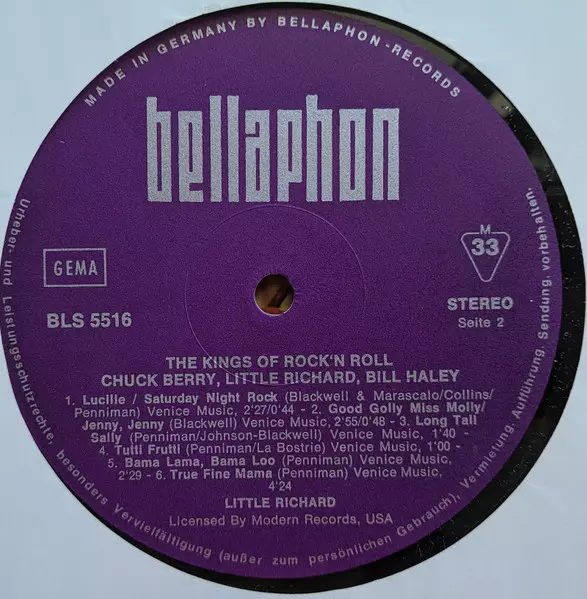 MADE IN GERMANY BY BELLAPHON-RECORDS
bellaphon
GEMA
M
33
BLS 5516
STEREO
Seite 2
THE KINGS OF ROCK'N ROLL
CHUCK BERRY, LITTLE RICHARD, BILL HALEY
1. Lucille / Saturday Night Rock (Blackwell & Marascalo/Collins/
Penniman) Venice Music, 2'27/0'44 - 2. Good Golly Miss Molly/
Jenny, Jenny (Blackwell) Venice Music, 2'55/0'48 - 3. Long Tall
Sally (Penniman/Johnson-Blackwell) Venice Music, 1'40 -
4. Tutti Frutti (Penniman/La Bostrie) Venice Music, 1'00 -
5. Bama Lama, Bama Loo (Penniman) Venice Music,
2'29 - 6. True Fine Mama (Penniman) Venice Music,
4'24
LITTLE RICHARD
Licensed By Modern Records, USA
Urheber- und Leistungsschutzrechte, besonders Vervielfältigung (außer zum persönlichen Gebrauch), Vermietung, Aufführung, Sendung, vorbehalten.